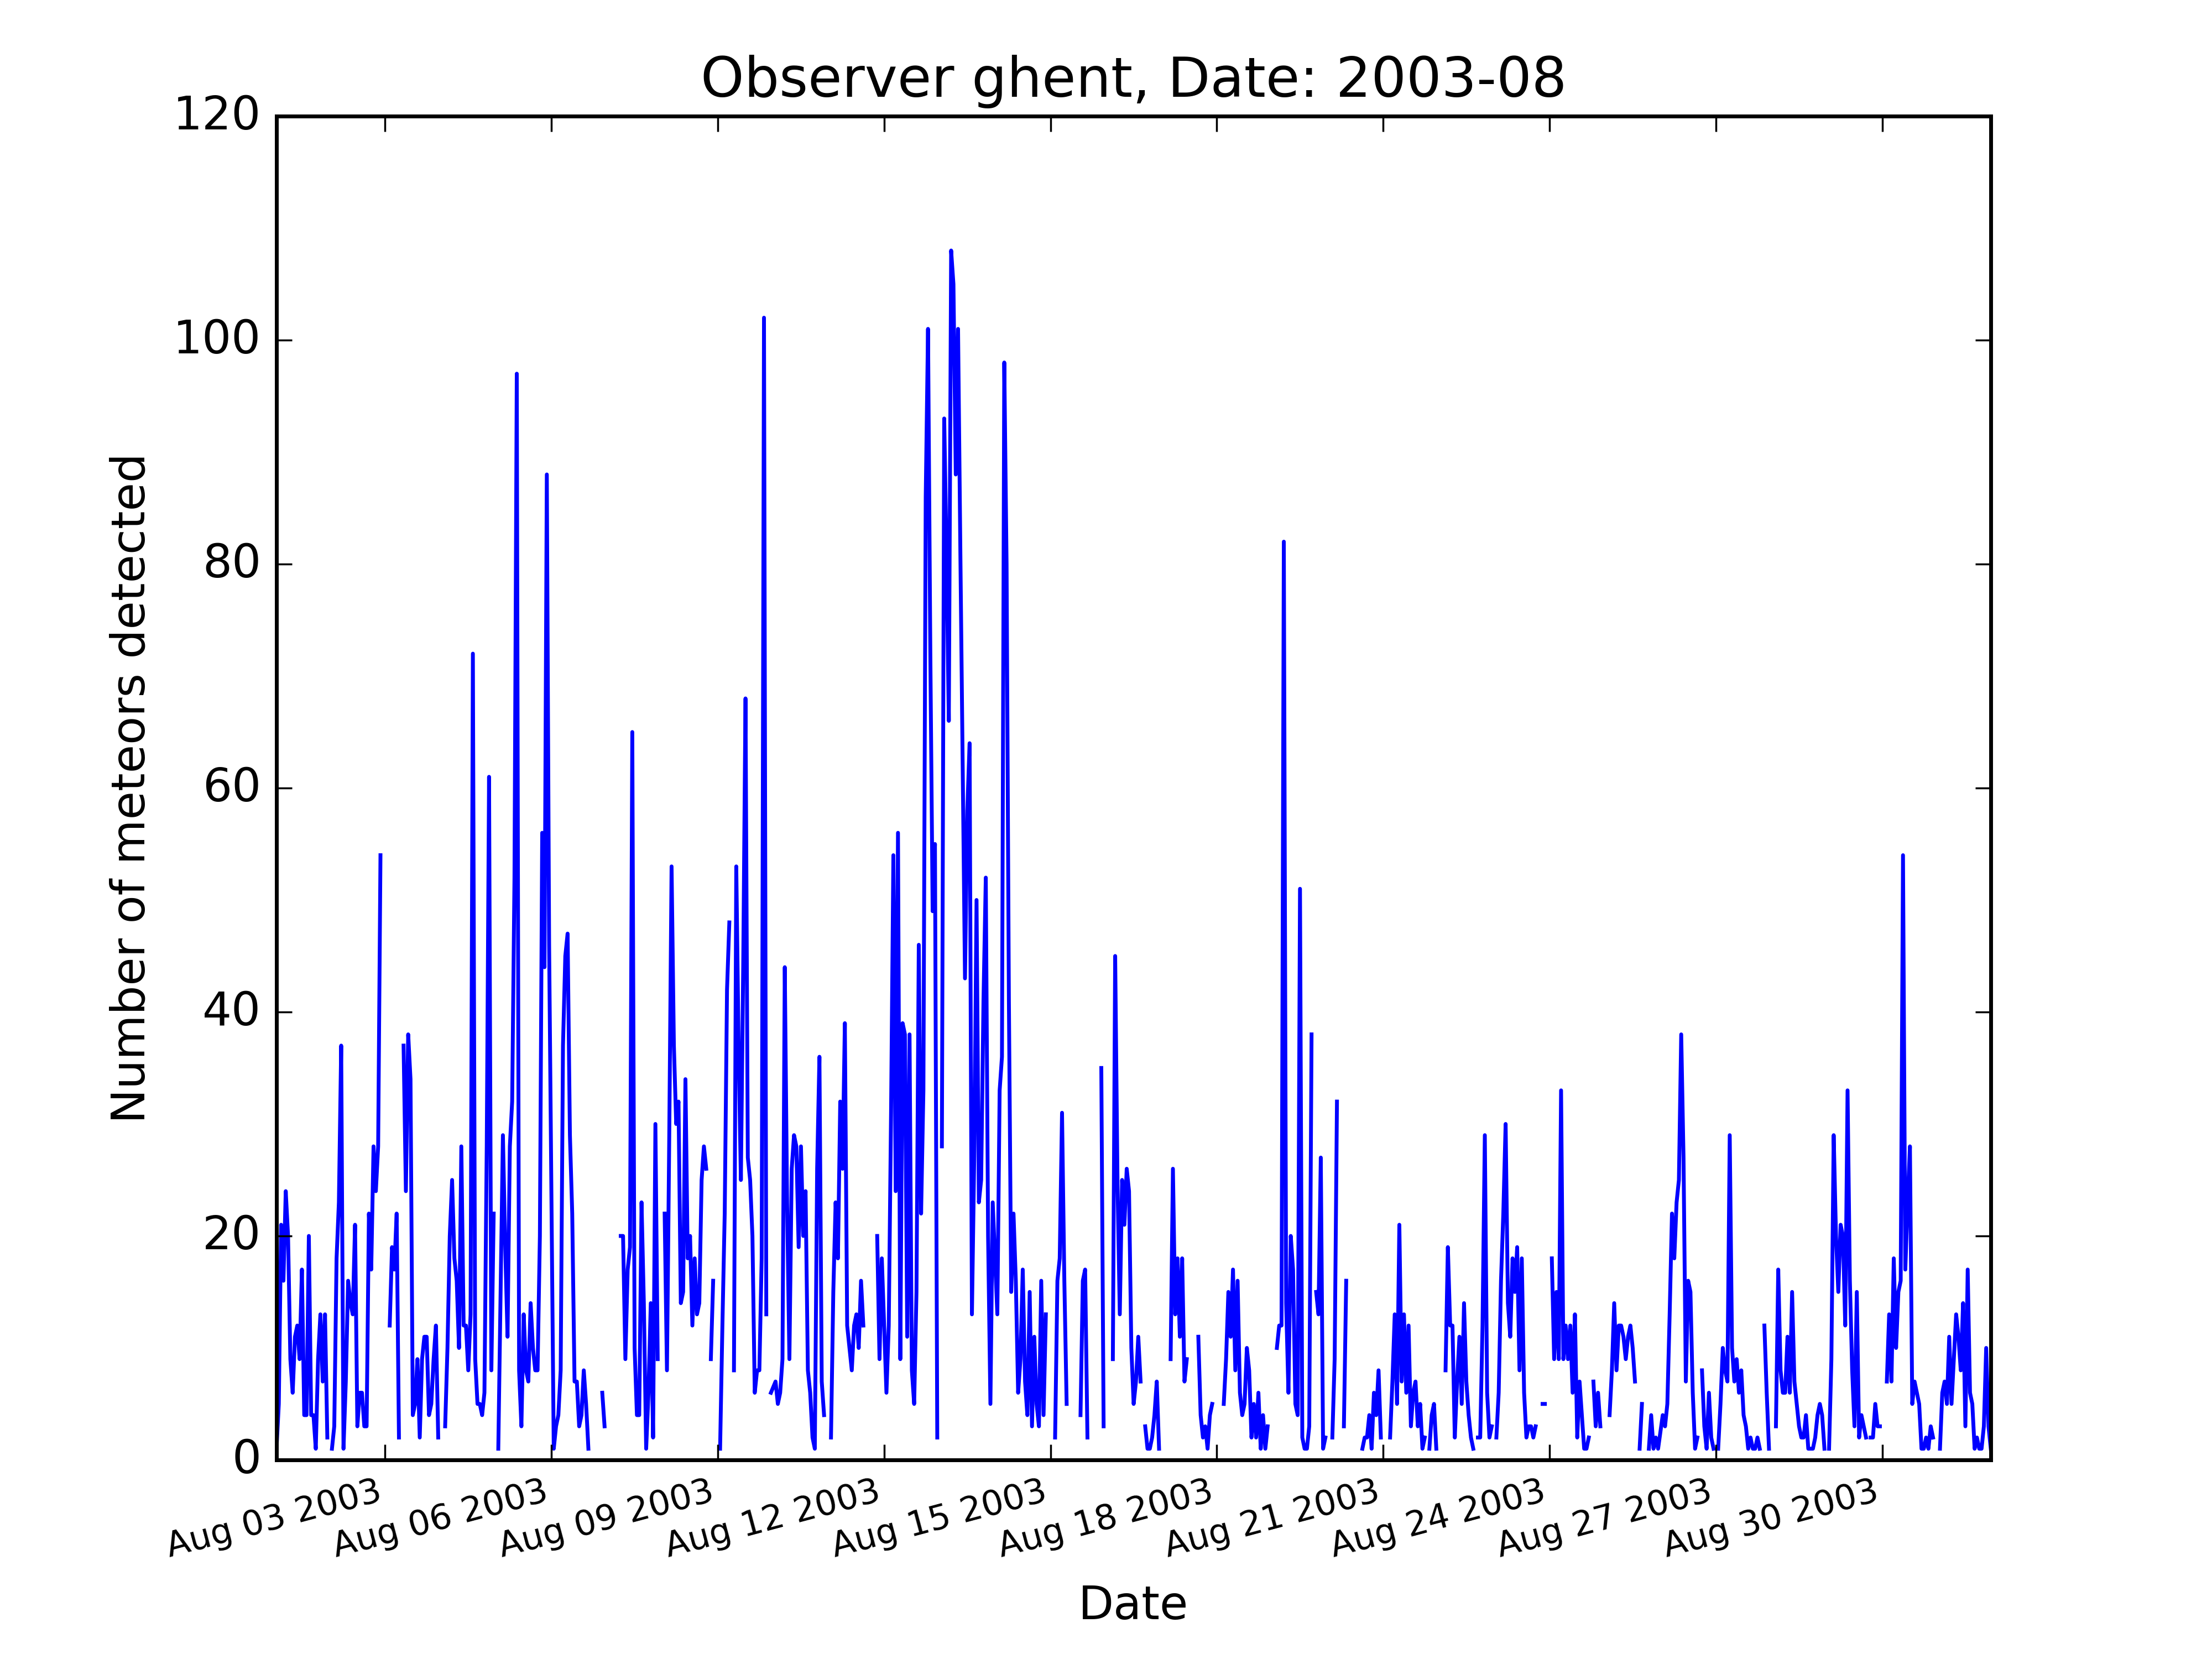 Observer ghent, Date: 2003-08
120
100
80
60
40
20
0
Number of meteors detected
Aug 03 2003
Aug 06 2003
Aug 09 2003
Aug 12 2003
Aug 15 2003
Aug 18 2003
Aug 21 2003
Aug 24 2003
Aug 27 2003
Aug 30 2003
Date